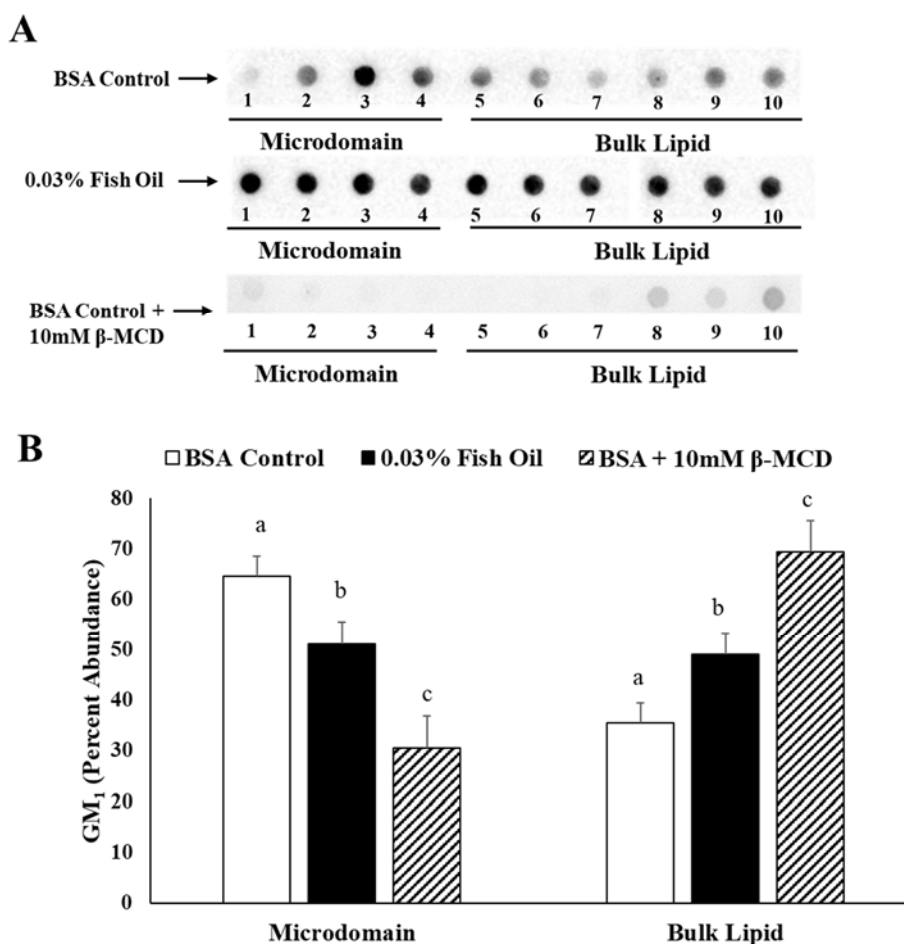 A
BSA Control
1 2 3 4 5 6 7 8 9 10
Microdomain Bulk Lipid
0.03% Fish Oil
1 2 3 4 5 6 7 8 9 10
Microdomain Bulk Lipid
BSA Control +
10mM β-MCD
1 2 3 4 5 6 7 8 9 10
Microdomain Bulk Lipid
B
BSA Control 0.03% Fish Oil BSA + 10mM β-MCD
GM₁ (Percent Abundance)
80
70
60
50
40
30
20
10
0
a
b
c
a
b
c
Microdomain Bulk Lipid